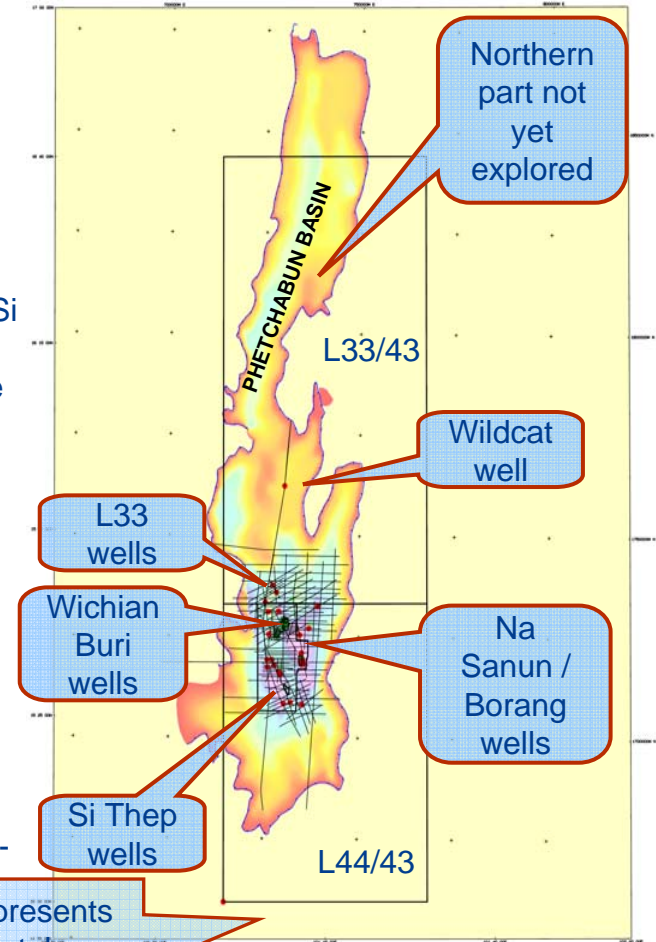 Northern
part not
yet
explored
PHETCHABUN BASIN
Si
L33/43
Wildcat
well
L33
wells
Wichian
Buri
wells
Na
Sanun /
Borang
wells
Si Thep
wells
-
L44/43